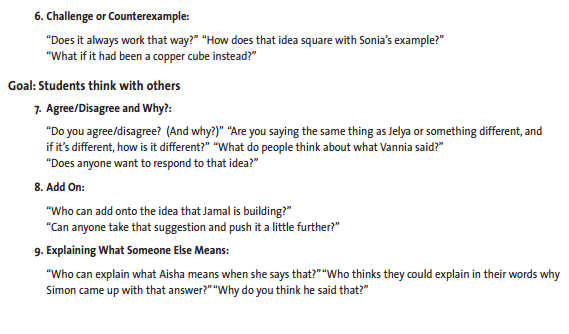 6. Challenge or Counterexample:
“Does it always work that way?” “How does that idea square with Sonia’s example?”
“What if it had been a copper cube instead?”
Goal: Students think with others
7. Agree/Disagree and Why?:
“Do you agree/disagree? (And why?)” “Are you saying the same thing as Jelya or something different, and
if it’s different, how is it different?” “What do people think about what Vannia said?”
“Does anyone want to respond to that idea?”
8. Add On:
“Who can add onto the idea that Jamal is building?”
“Can anyone take that suggestion and push it a little further?”
9. Explaining What Someone Else Means:
“Who can explain what Aisha means when she says that?” “Who thinks they could explain in their words why
Simon came up with that answer?” “Why do you think he said that?”